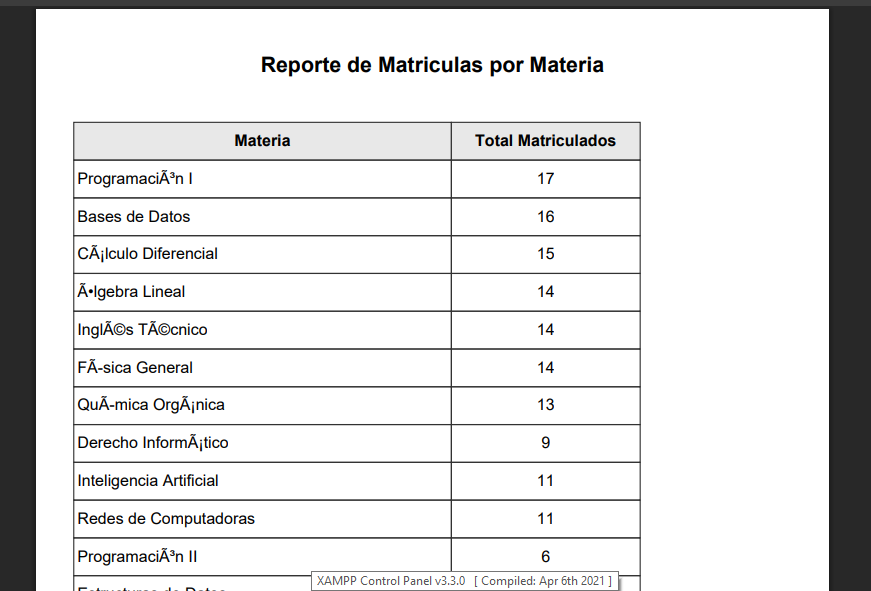 Reporte de Matriculas por Materia
Materia Total Matriculados
ProgramaciÃ³n I 17
Bases de Datos 16
CÃ¡lculo Diferencial 15
Ã•lgebra Lineal 14
InglÃ©s TÃ©cnico 14
FÃ-sica General 14
QuÃ-mica OrgÃ¡nica 13
Derecho InformÃ¡tico 9
Inteligencia Artificial 11
Redes de Computadoras 11
ProgramaciÃ³n II 6
XAMPP Control Panel v3.3.0 [ Compiled: Apr 6th 2021 ]
Estructuras de Datos